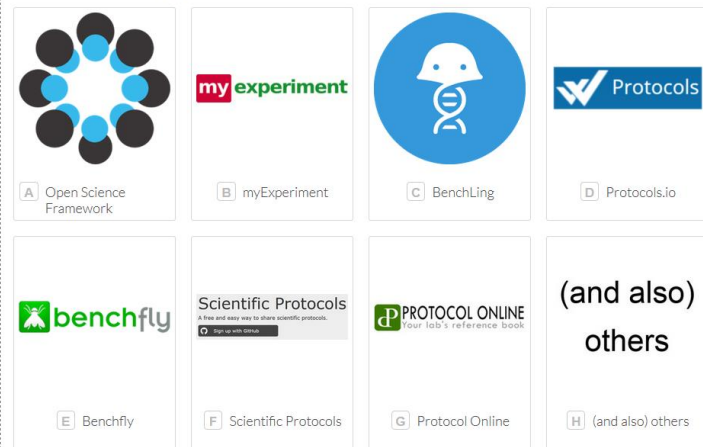 my experiment
Protocols
A Open Science
Framework
B myExperiment
C BenchLing
D Protocols.io
benchfly
Scientific Protocols
A free and easy way to share scientific protocols.
Sign up with GitHub
PROTOCOL ONLINE
Your lab's reference book
(and also)
others
E Benchfly
F Scientific Protocols
G Protocol Online
H (and also) others